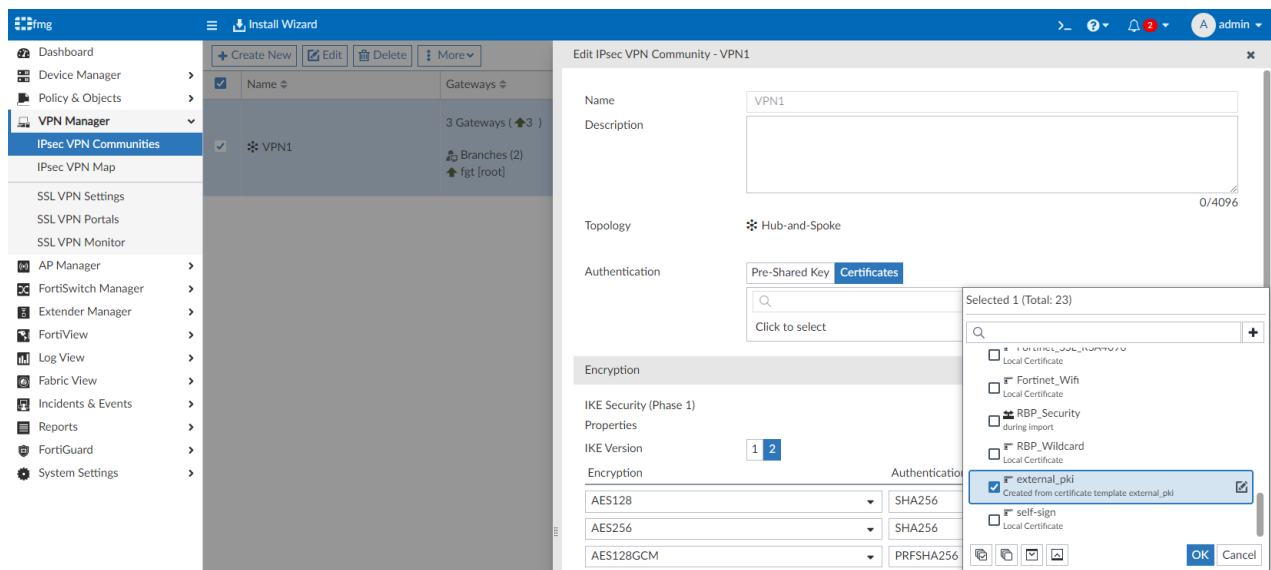 fmg
Install Wizard
>_
2
A admin
Dashboard
Device Manager
Policy & Objects
VPN Manager
IPsec VPN Communities
IPsec VPN Map
SSL VPN Settings
SSL VPN Portals
SSL VPN Monitor
AP Manager
FortiSwitch Manager
Extender Manager
FortiView
Log View
Fabric View
Incidents & Events
Reports
FortiGuard
System Settings
+ Create New Edit Delete More
Name Gateways
VPN1
3 Gateways ( 3 )
Branches (2)
fgt [root]
Edit IPsec VPN Community - VPN1
Name VPN1
Description
0/4096
Topology Hub-and-Spoke
Authentication Pre-Shared Key Certificates
Click to select
Encryption
IKE Security (Phase 1)
Properties
IKE Version 1 2
Encryption Authentication
AES128 SHA256
AES256 SHA256
AES128GCM PRFSHA256
Selected 1 (Total: 23)
Fortinet_SSL_RSA4096
Local Certificate
Fortinet_Wifi
Local Certificate
RBP_Security
during import
RBP_Wildcard
Local Certificate
external_pki
Created from certificate template external_pki
self-sign
Local Certificate
OK Cancel